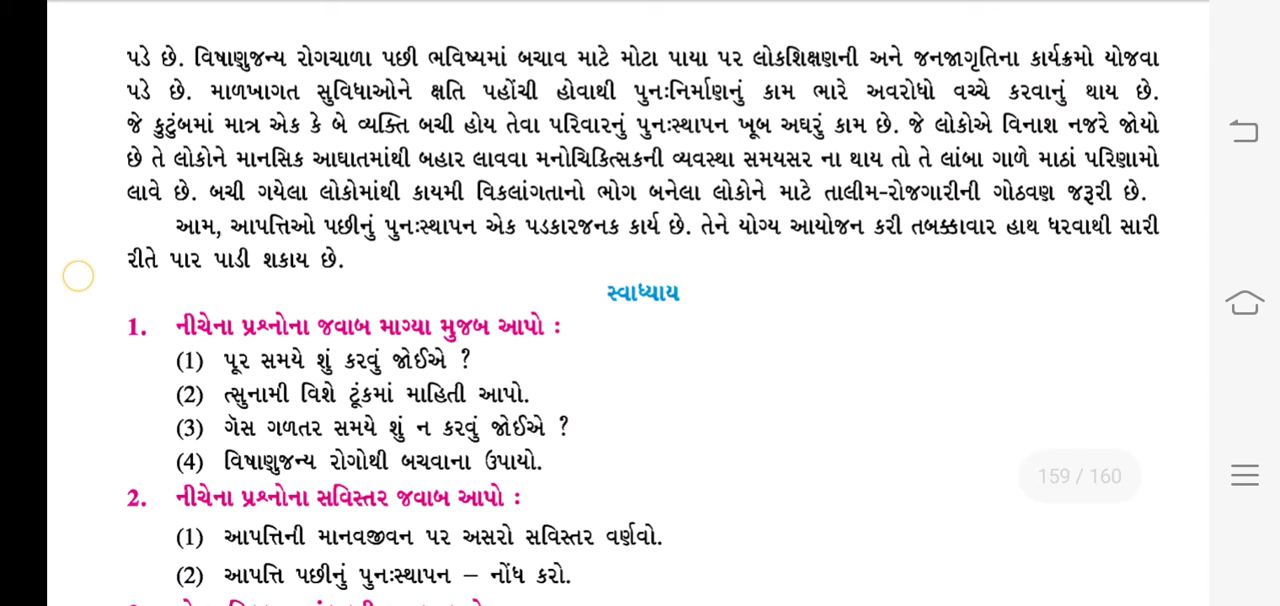 પડે છે. વિષાણુજન્ય રોગચાળા પછી ભવિષ્યમાં બચાવ માટે મોટા પાયા પર લોકશિક્ષણની અને જનજાગૃતિના કાર્યક્રમો યોજવા
પડે છે. માળખાગત સુવિધાઓને ક્ષતિ પહોંચી હોવાથી પુનઃનિર્માણનું કામ ભારે અવરોધો વચ્ચે કરવાનું થાય છે.
જે કુટુંબમાં માત્ર એક કે બે વ્યક્તિ બચી હોય તેવા પરિવારનું પુનઃસ્થાપન ખૂબ અઘરું કામ છે. જે લોકોએ વિનાશ નજરે જોયો
છે તે લોકોને માનસિક આઘાતમાંથી બહાર લાવવા મનોચિકિત્સકની વ્યવસ્થા સમયસર ના થાય તો તે લાંબા ગાળે માઠાં પરિણામો
લાવે છે. બચી ગયેલા લોકોમાંથી કાયમી વિકલાંગતાનો ભોગ બનેલા લોકોને માટે તાલીમ-રોજગારીની ગોઠવણ જરૂરી છે.
આમ, આપત્તિઓ પછીનું પુનઃસ્થાપન એક પડકારજનક કાર્ય છે. તેને યોગ્ય આયોજન કરી તબક્કાવાર હાથ ધરવાથી સારી
રીતે પાર પાડી શકાય છે.
સ્વાધ્યાય
1. નીચેના પ્રશ્નોના જવાબ માગ્યા મુજબ આપો :
(1) પૂર સમયે શું કરવું જોઈએ ?
(2) ત્સુનામી વિશે ટૂંકમાં માહિતી આપો.
(3) ગૅસ ગળતર સમયે શું ન કરવું જોઈએ ?
(4) વિષાણુજન્ય રોગોથી બચવાના ઉપાયો.
159 / 160
2. નીચેના પ્રશ્નોના સવિસ્તર જવાબ આપો :
(1) આપત્તિની માનવજીવન પર અસરો સવિસ્તર વર્ણવો.
(2) આપત્તિ પછીનું પુનઃસ્થાપન – નોંધ કરો.